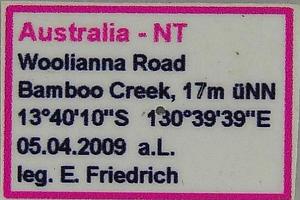 Australia - NT
Woolianna Road
Bamboo Creek, 17m üNN
13°40'10"S 130°39'39"E
05.04.2009 a.L.
leg. E. Friedrich